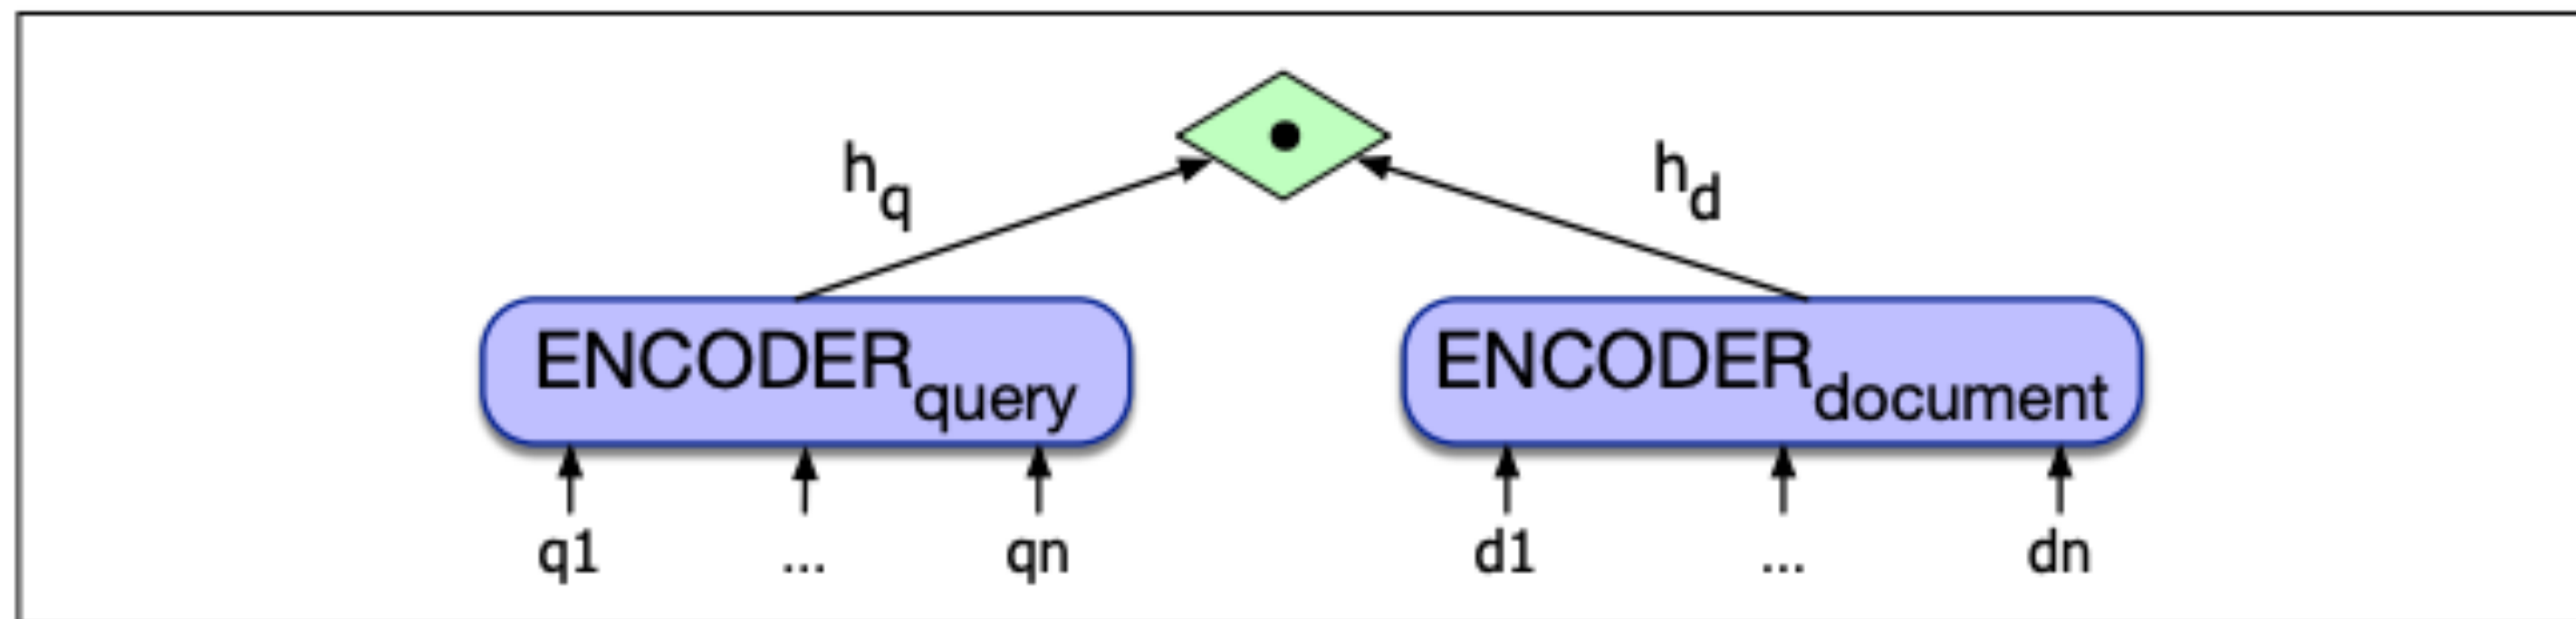 h_q h_d
ENCODER_query ENCODER_document
q1 ... qn d1 ... dn